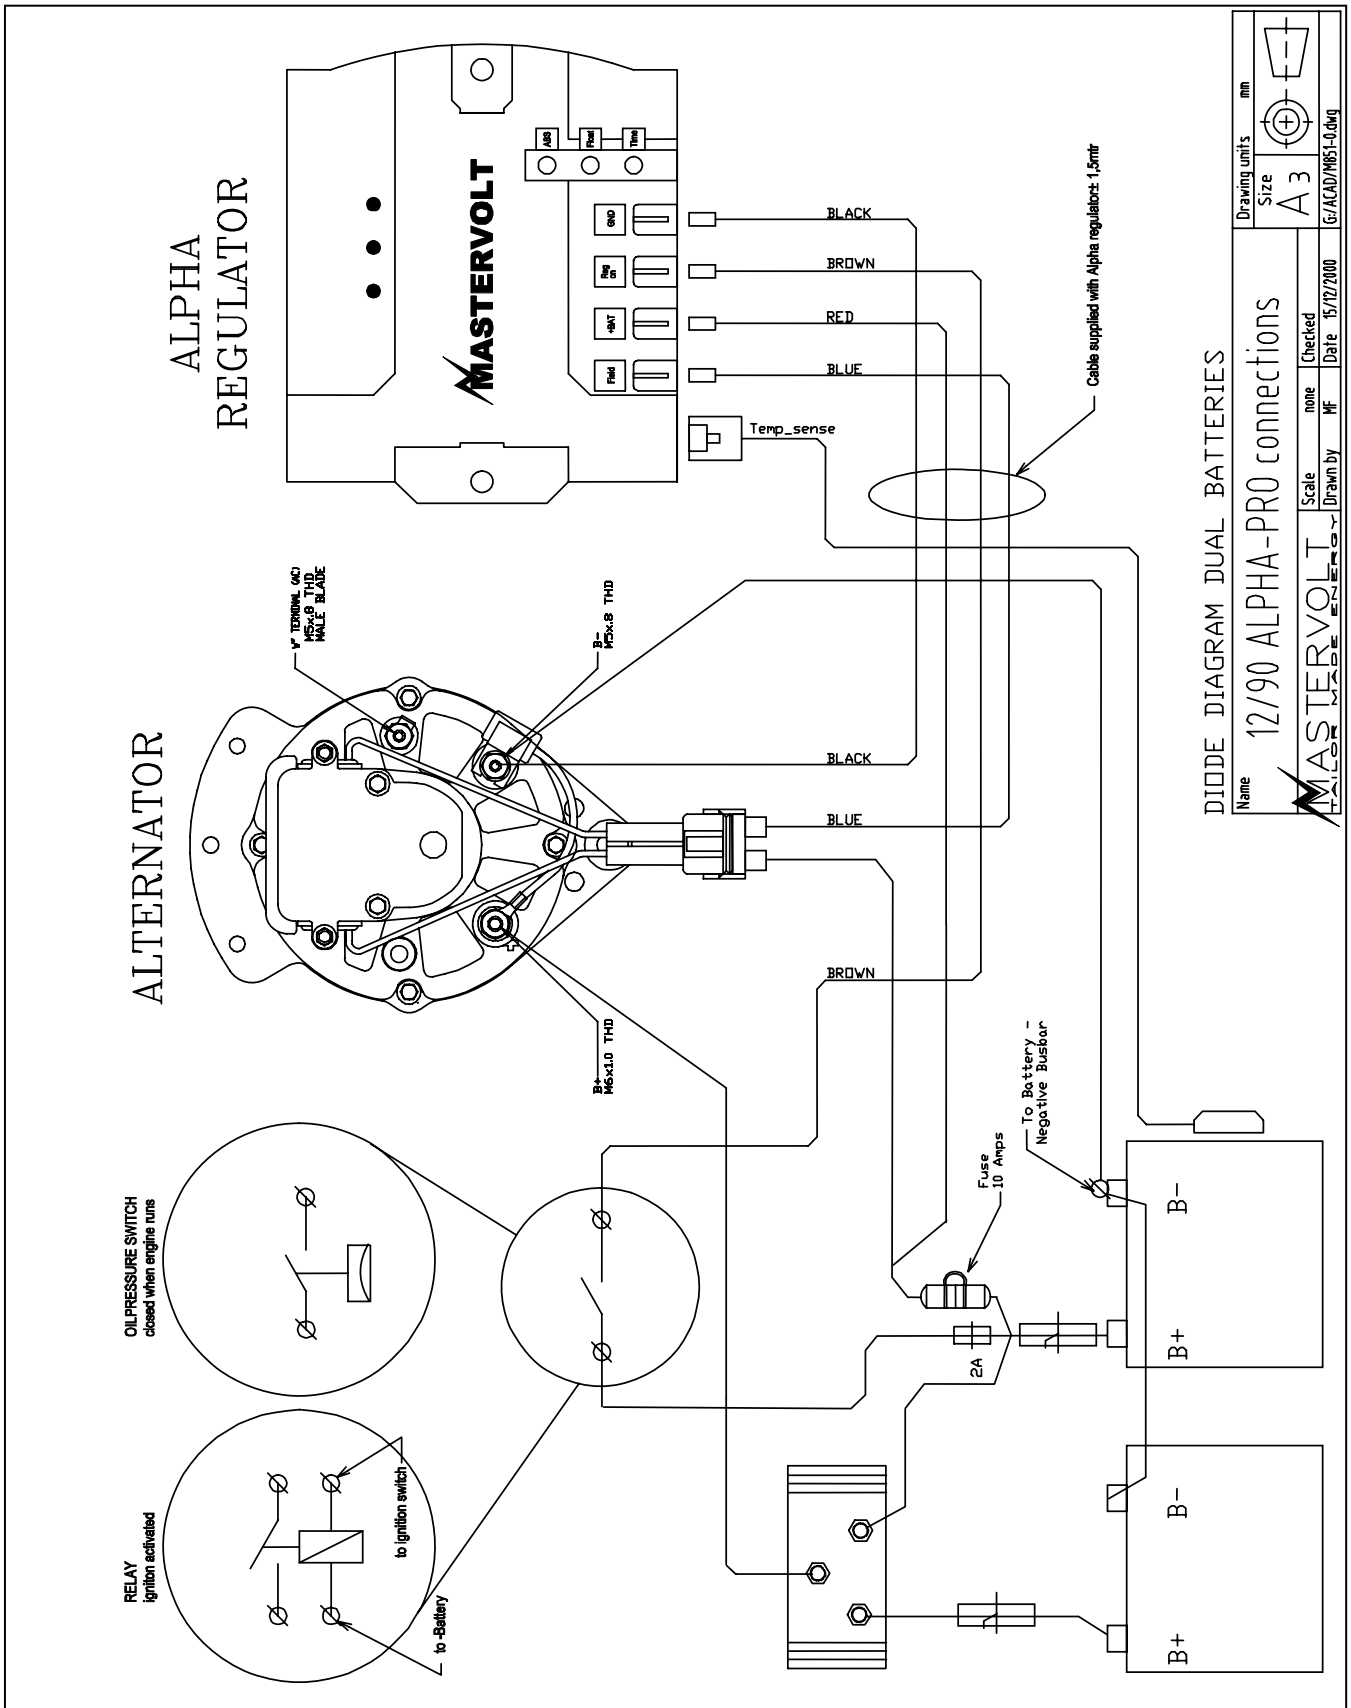 ALPHA
REGULATOR
MASTERVOLT
ABS
Float
Time
GND
Reg
on
+BAT
Field
Temp_sense
BLACK
BROWN
RED
BLUE
Cable supplied with Alpha regulator± 1,5mtr
ALTERNATOR
W" TERMINAL (AC)
M5x.8 THD
MALE BLADE
B-
M5x.8 THD
B+
M6x1.0 THD
BLACK
BLUE
BROWN
OILPRESSURE SWITCH
closed when engine runs
RELAY
igniton activated
to ignition switch
to -Battery
Fuse
10 Amps
To Battery -
Negative Busbar
2A
B-
B+
B-
B+
DIODE DIAGRAM DUAL BATTERIES
Name
12/90 ALPHA-PRO connections
Drawing units mm
Size
A 3
MASTERVOLT
TAILOR MADE ENERGY
Scale none
Checked
Drawn by MF
Date 15/12/2000
G:/ACAD/M851-0.dwg